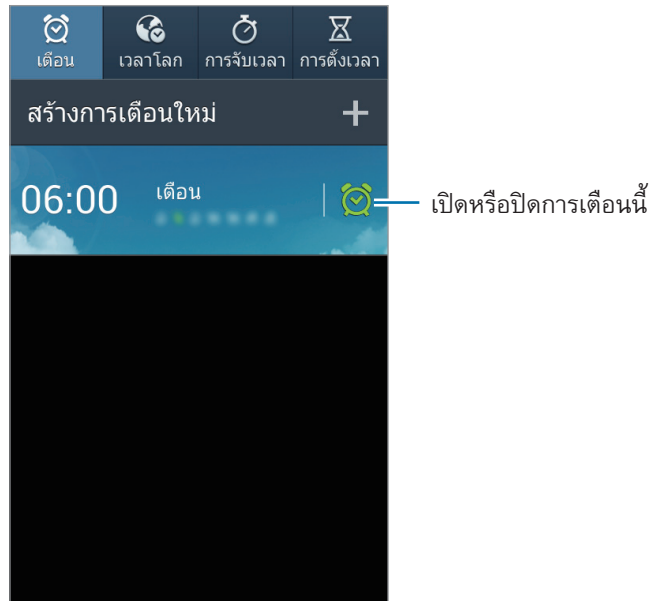 เตือน เวลาโลก การจับเวลา การตั้งเวลา
สร้างการเตือนใหม่
06:00 เตือน
เปิดหรือปิดการเตือนนี้